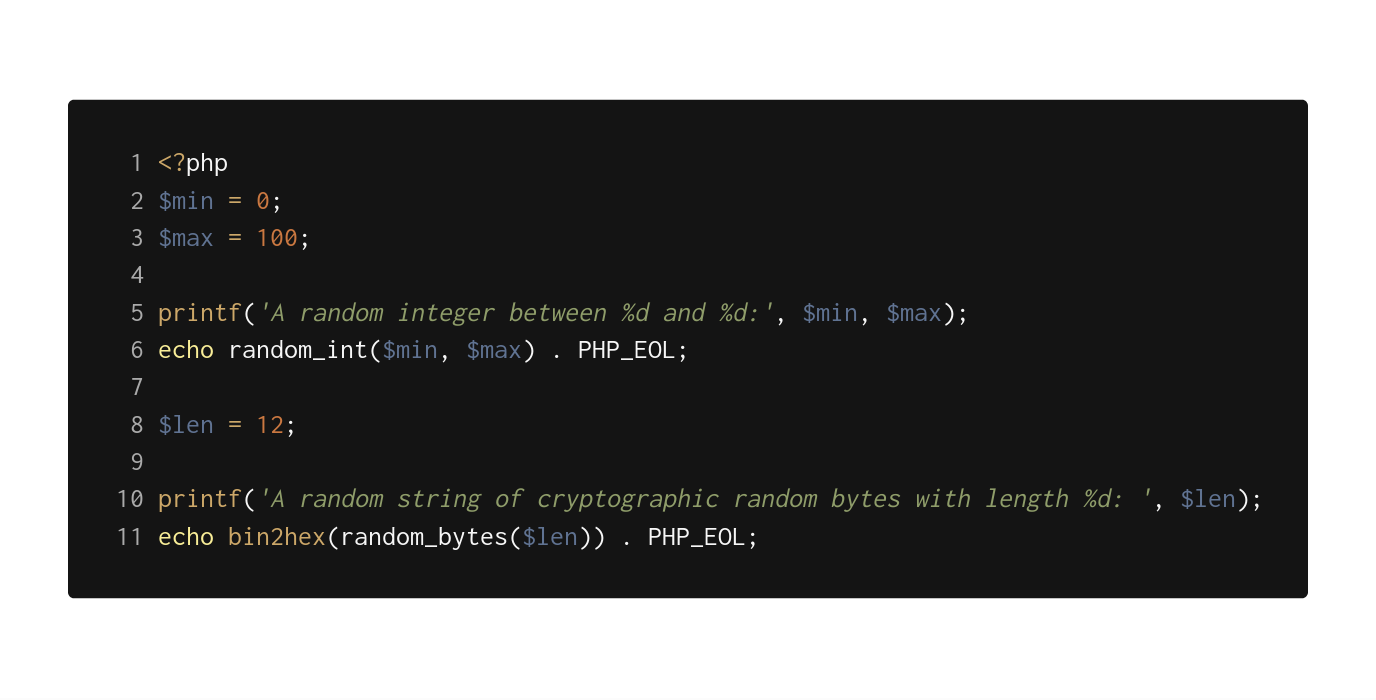 1 <?php
2 $min = 0;
3 $max = 100;
4
5 printf('A random integer between %d and %d:', $min, $max);
6 echo random_int($min, $max) . PHP_EOL;
7
8 $len = 12;
9
10 printf('A random string of cryptographic random bytes with length %d: ', $len);
11 echo bin2hex(random_bytes($len)) . PHP_EOL;